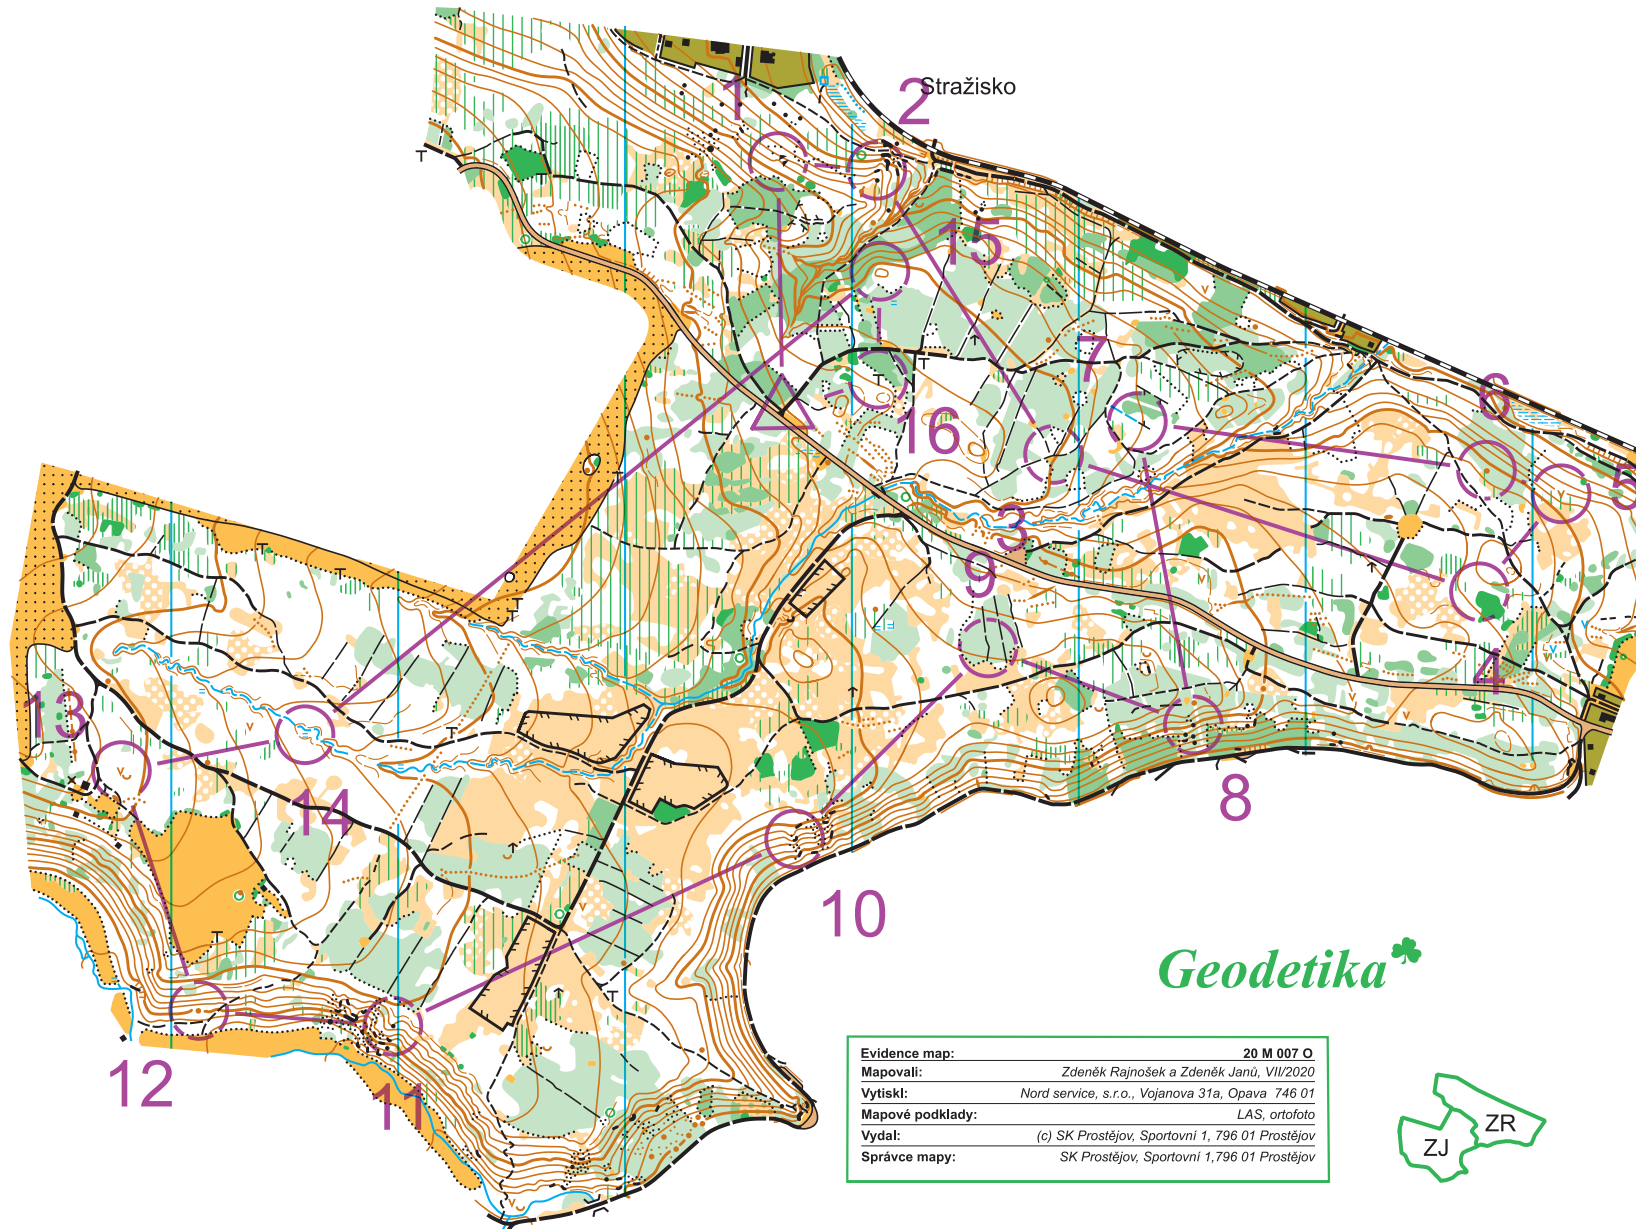 1
2
Stražisko
15
7
6
16
5
3
9
4
13
14
8
10
Geodetika
12
11
Evidence map: 20 M 007 O
Mapovali: Zdeněk Rajnošek a Zdeněk Janů, VII/2020
Vytiskl: Nord service, s.r.o., Vojanova 31a, Opava 746 01
Mapové podklady: LAS, ortofoto
Vydal: (c) SK Prostějov, Sportovní 1, 796 01 Prostějov
Správce mapy: SK Prostějov, Sportovní 1,796 01 Prostějov
ZR
ZJ